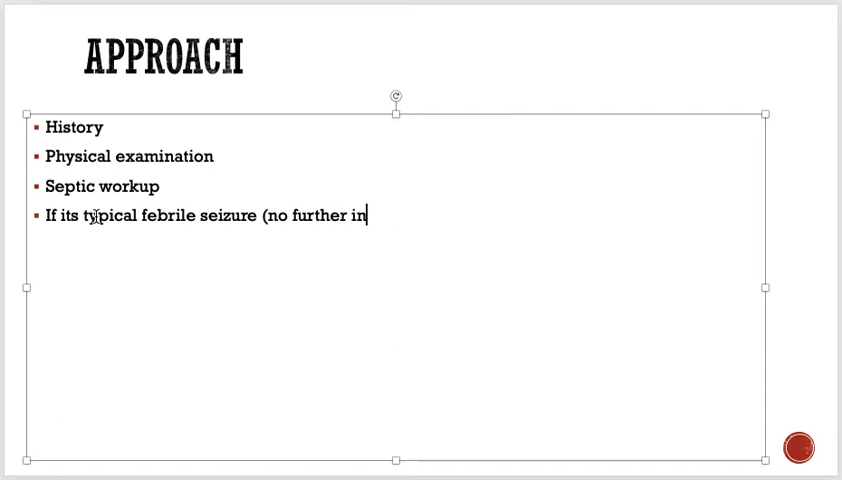 APPROACH
▪ History
▪ Physical examination
▪ Septic workup
▪ If its typical febrile seizure (no further in